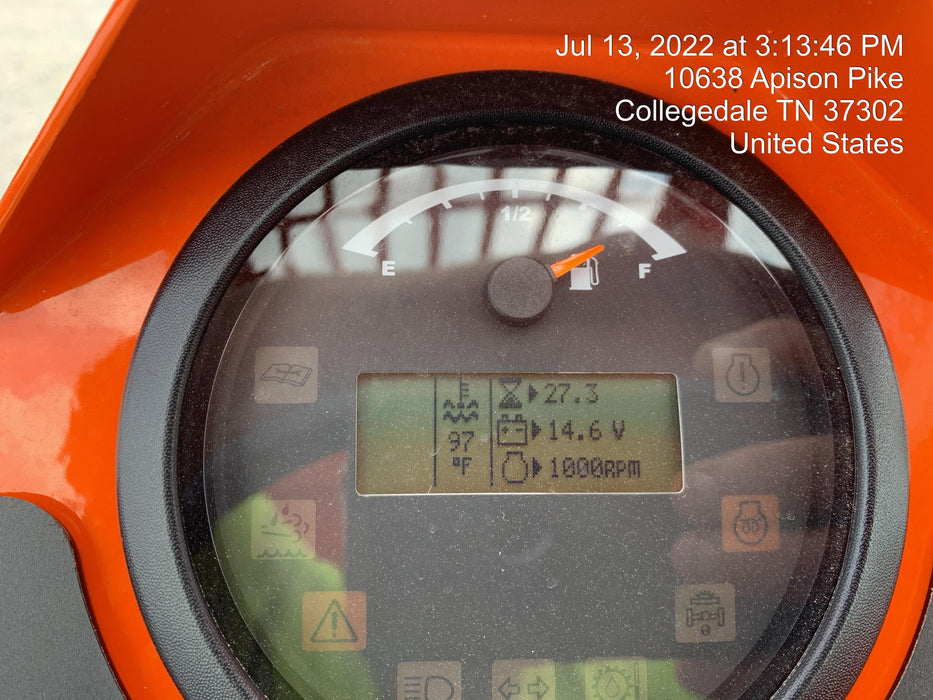 Jul 13, 2022 at 3:13:46 PM
10638 Apison Pike
Collegedale TN 37302
United States
1/2
E
F
27.3
97
14.6 V
°F
1000RPM